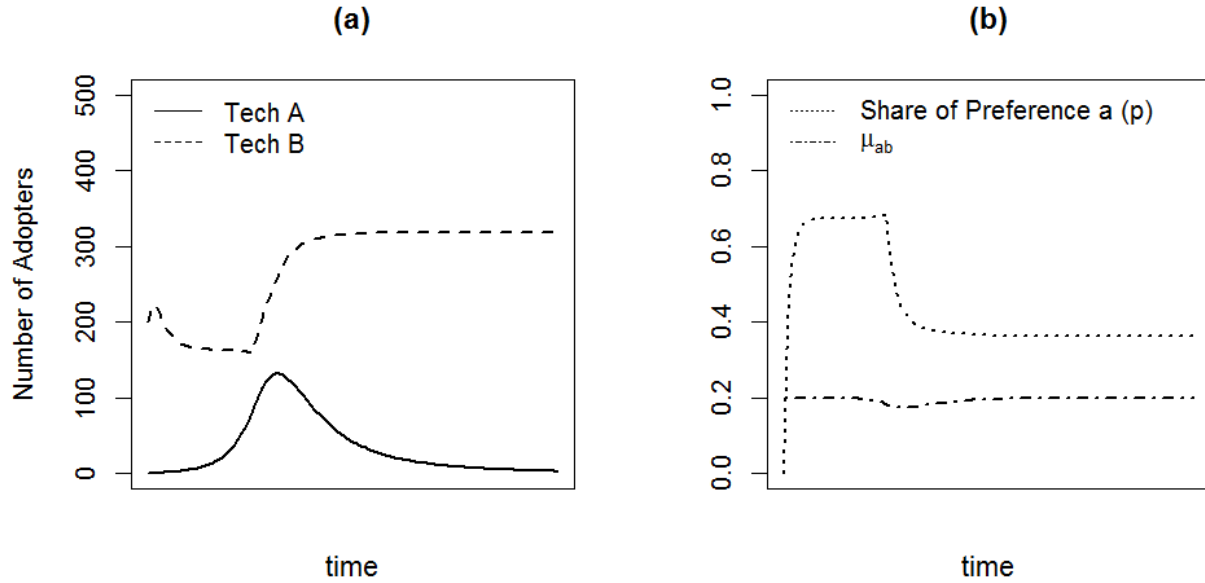 (a)
Number of Adopters
500
400
300
200
100
0
Tech A
Tech B
time
(b)
1.0
0.8
0.6
0.4
0.2
0.0
Share of Preference a (p)
μab
time